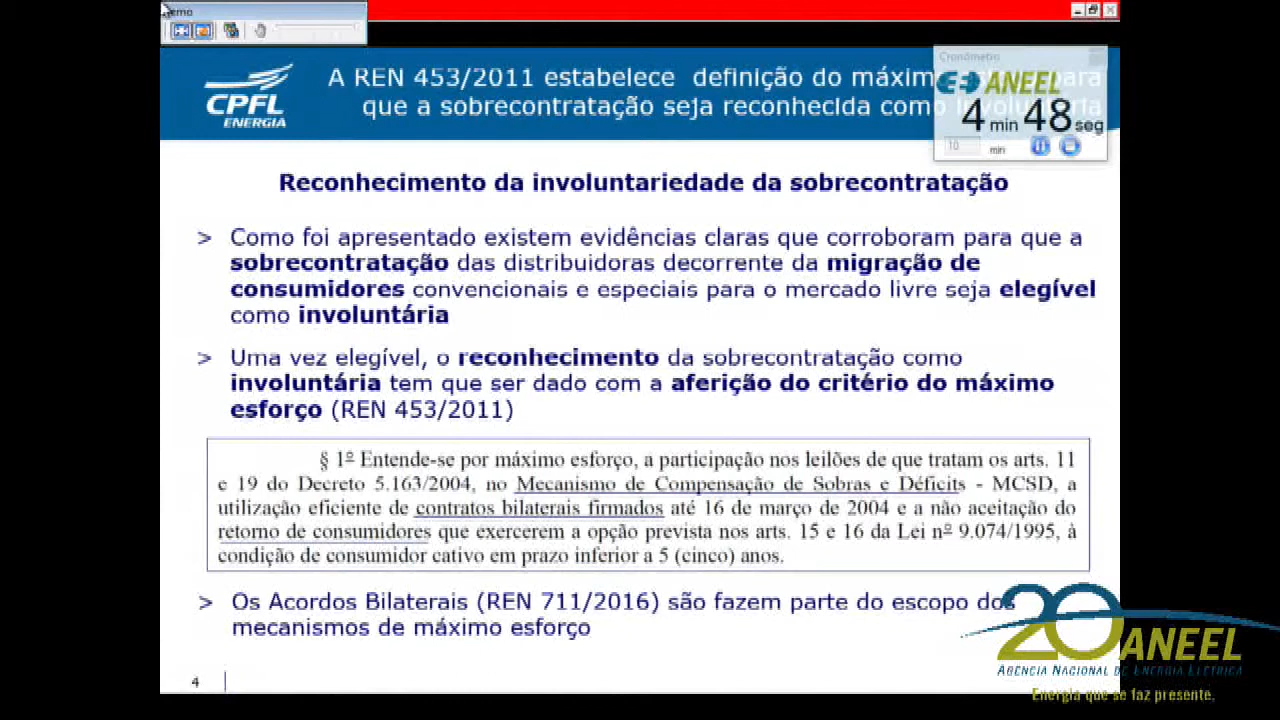 emo
CPFL
ENERGIA
A REN 453/2011 estabelece definição do máximo
que a sobrecontratação seja reconhecida como involuntária
Cronômetro
ANEEL
4 min 48 seg
10 min
Reconhecimento da involuntariedade da sobrecontratação
> Como foi apresentado existem evidências claras que corroboram para que a
sobrecontratação das distribuidoras decorrente da migração de
consumidores convencionais e especiais para o mercado livre seja elegível
como involuntária
> Uma vez elegível, o reconhecimento da sobrecontratação como
involuntária tem que ser dado com a aferição do critério do máximo
esforço (REN 453/2011)
§ 1º Entende-se por máximo esforço, a participação nos leilões de que tratam os arts. 11
e 19 do Decreto 5.163/2004, no Mecanismo de Compensação de Sobras e Déficits - MCSD, a
utilização eficiente de contratos bilaterais firmados até 16 de março de 2004 e a não aceitação do
retorno de consumidores que exercerem a opção prevista nos arts. 15 e 16 da Lei nº 9.074/1995, à
condição de consumidor cativo em prazo inferior a 5 (cinco) anos.
> Os Acordos Bilaterais (REN 711/2016) são fazem parte do escopo dos
mecanismos de máximo esforço
4
20 ANEEL
AGÊNCIA NACIONAL DE ENERGIA ELÉTRICA
Energia que se faz presente.